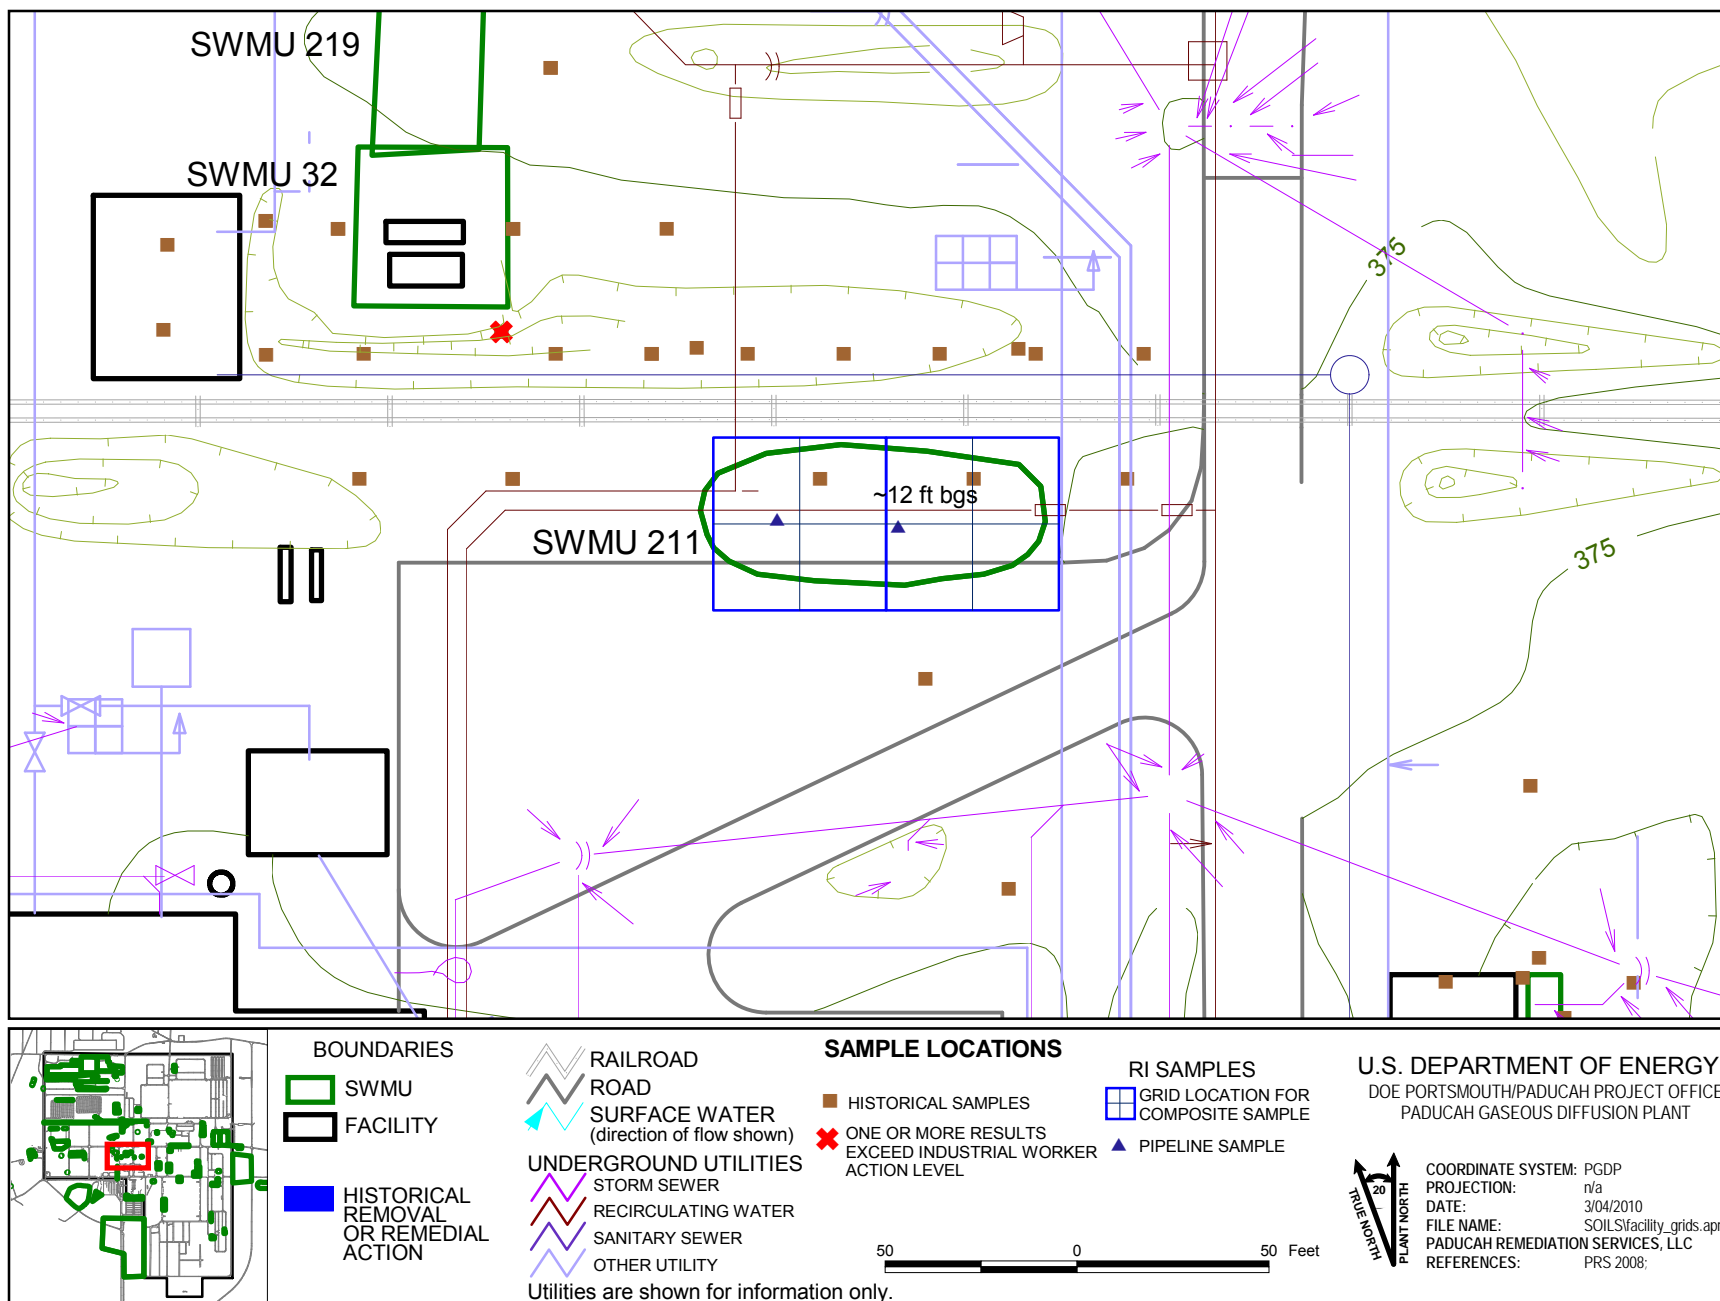 SWMU 219
SWMU 32
375
~12 ft bgs
SWMU 211
375
BOUNDARIES
SWMU
FACILITY
HISTORICAL
REMOVAL
OR REMEDIAL
ACTION
RAILROAD
ROAD
SURFACE WATER
(direction of flow shown)
UNDERGROUND UTILITIES
STORM SEWER
RECIRCULATING WATER
SANITARY SEWER
OTHER UTILITY
Utilities are shown for information only.
SAMPLE LOCATIONS
HISTORICAL SAMPLES
ONE OR MORE RESULTS
EXCEED INDUSTRIAL WORKER
ACTION LEVEL
RI SAMPLES
GRID LOCATION FOR
COMPOSITE SAMPLE
PIPELINE SAMPLE
50 0 50 Feet
U.S. DEPARTMENT OF ENERGY
DOE PORTSMOUTH/PADUCAH PROJECT OFFICE
PADUCAH GASEOUS DIFFUSION PLANT
20
TRUE NORTH
PLANT NORTH
COORDINATE SYSTEM: PGDP
PROJECTION: n/a
DATE: 3/04/2010
FILE NAME: SOILS\facility_grids.apr
PADUCAH REMEDIATION SERVICES, LLC
REFERENCES: PRS 2008;